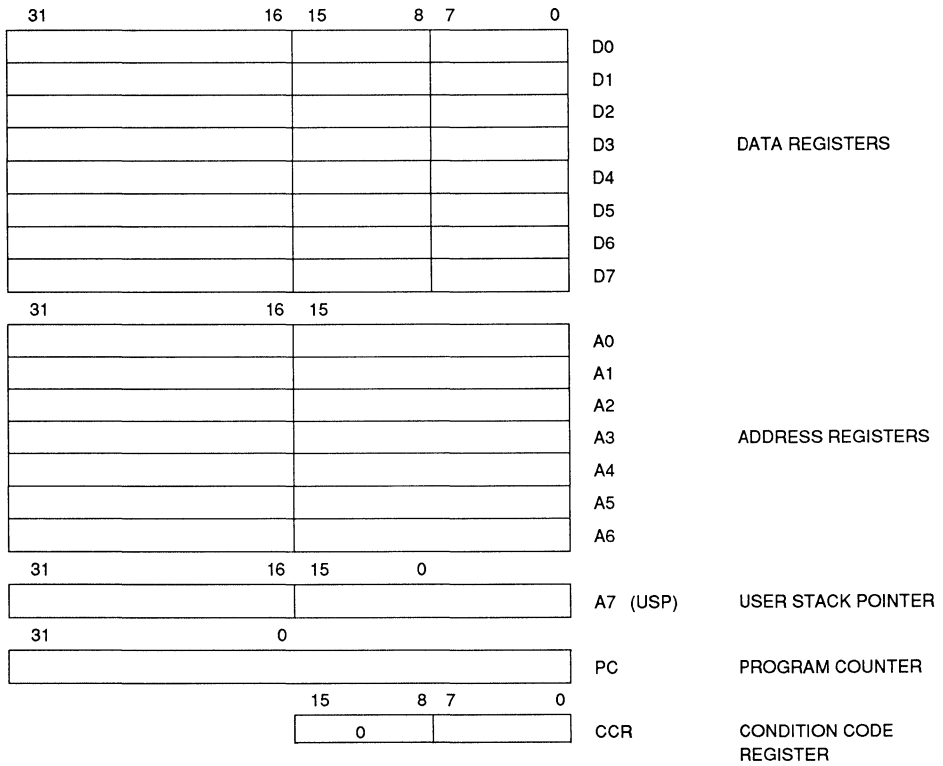 31 16 15 8 7 0
D0
D1
D2
D3 DATA REGISTERS
D4
D5
D6
D7
31 16 15
A0
A1
A2
A3 ADDRESS REGISTERS
A4
A5
A6
31 16 15 0
A7 (USP) USER STACK POINTER
31 0
PC PROGRAM COUNTER
15 8 7 0
0 CCR CONDITION CODE
REGISTER